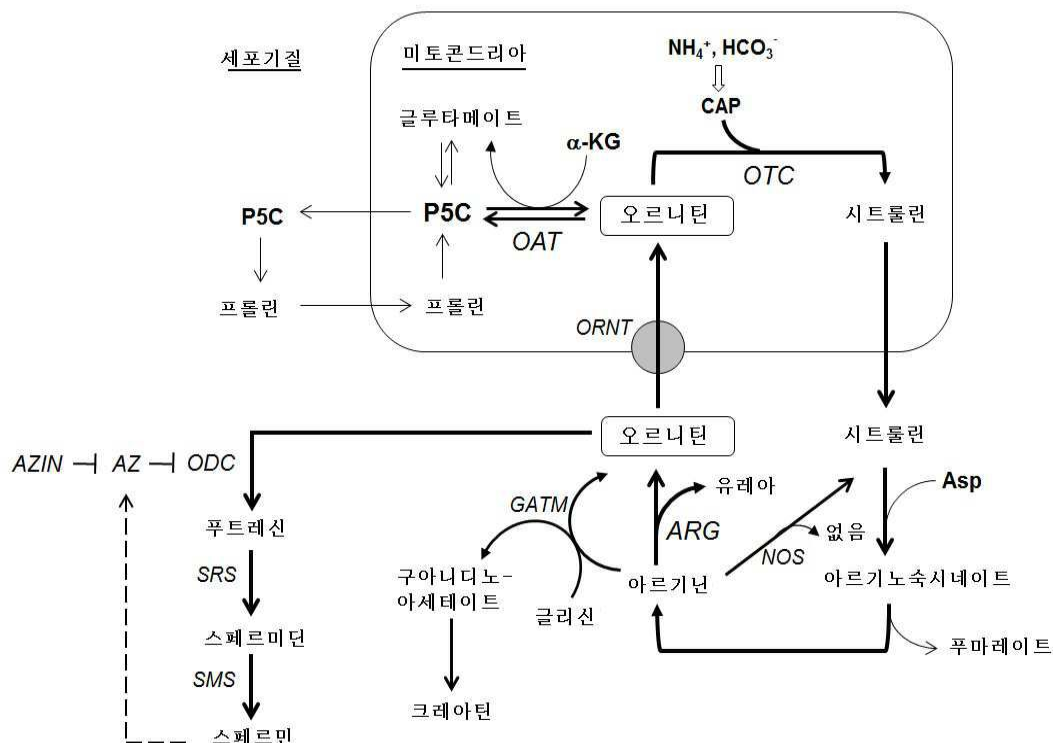 세포기질
미토콘드리아
NH₄⁺, HCO₃⁻
CAP
글루타메이트
α-KG
OTC
P5C
P5C
오르니틴
시트룰린
OAT
프롤린
프롤린
ORNT
오르니틴
시트룰린
AZIN
AZ
ODC
Asp
유레아
GATM
ARG
없음
NOS
푸트레신
SRS
구아니디노-
아세테이트
글리신
아르기닌
아르기노숙시네이트
스페르미딘
푸마레이트
SMS
크레아틴
스페르민